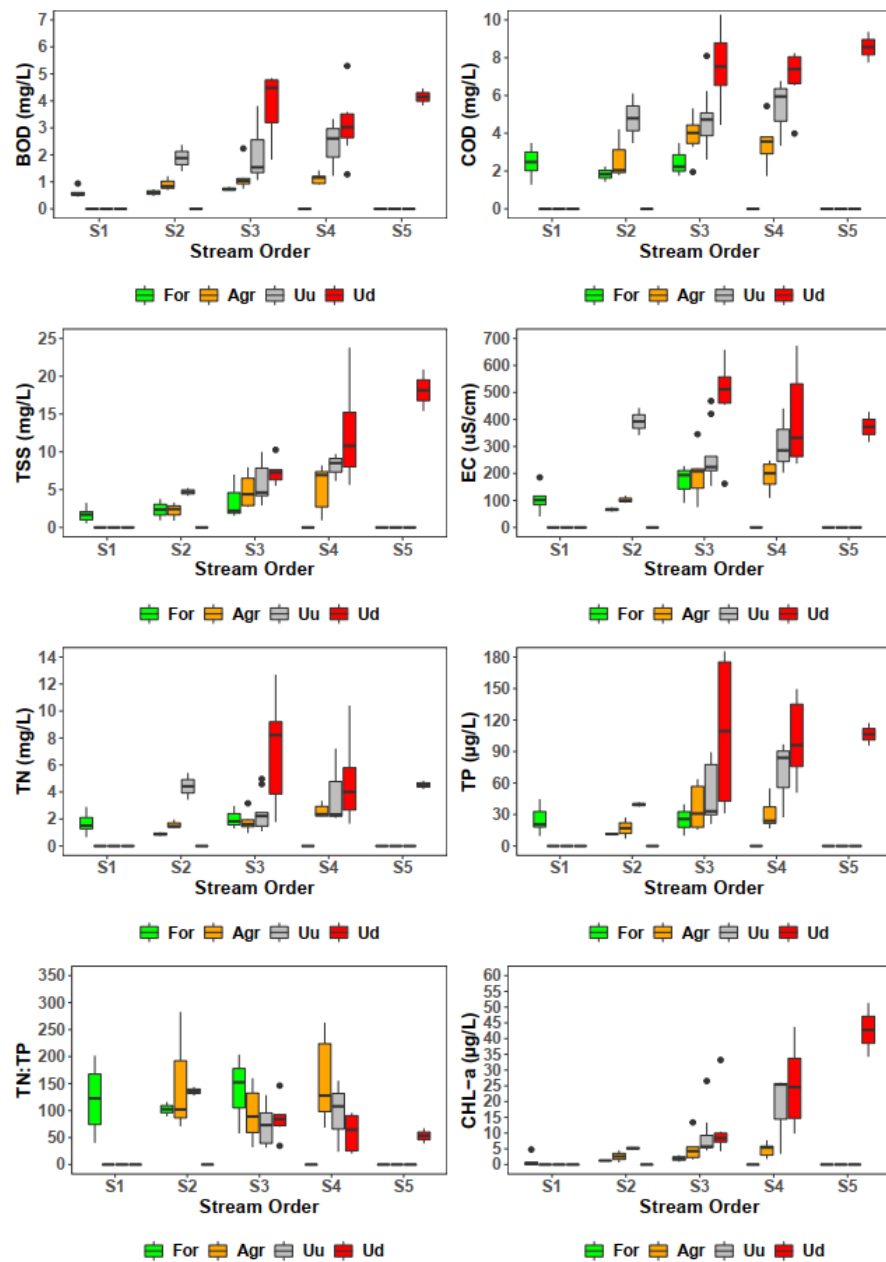 BOD (mg/L)
7
6
5
4
3
2
1
0
S1 S2 S3 S4 S5
Stream Order
For Agr Uu Ud
COD (mg/L)
10
8
6
4
2
0
S1 S2 S3 S4 S5
Stream Order
For Agr Uu Ud
TSS (mg/L)
25
20
15
10
5
0
S1 S2 S3 S4 S5
Stream Order
For Agr Uu Ud
EC (uS/cm)
700
600
500
400
300
200
100
0
S1 S2 S3 S4 S5
Stream Order
For Agr Uu Ud
TN (mg/L)
14
12
10
8
6
4
2
0
S1 S2 S3 S4 S5
Stream Order
For Agr Uu Ud
TP (µg/L)
180
150
120
90
60
30
0
S1 S2 S3 S4 S5
Stream Order
For Agr Uu Ud
TN:TP
350
300
250
200
150
100
50
0
S1 S2 S3 S4 S5
Stream Order
For Agr Uu Ud
CHL−a (µg/L)
60
55
50
45
40
35
30
25
20
15
10
5
0
S1 S2 S3 S4 S5
Stream Order
For Agr Uu Ud